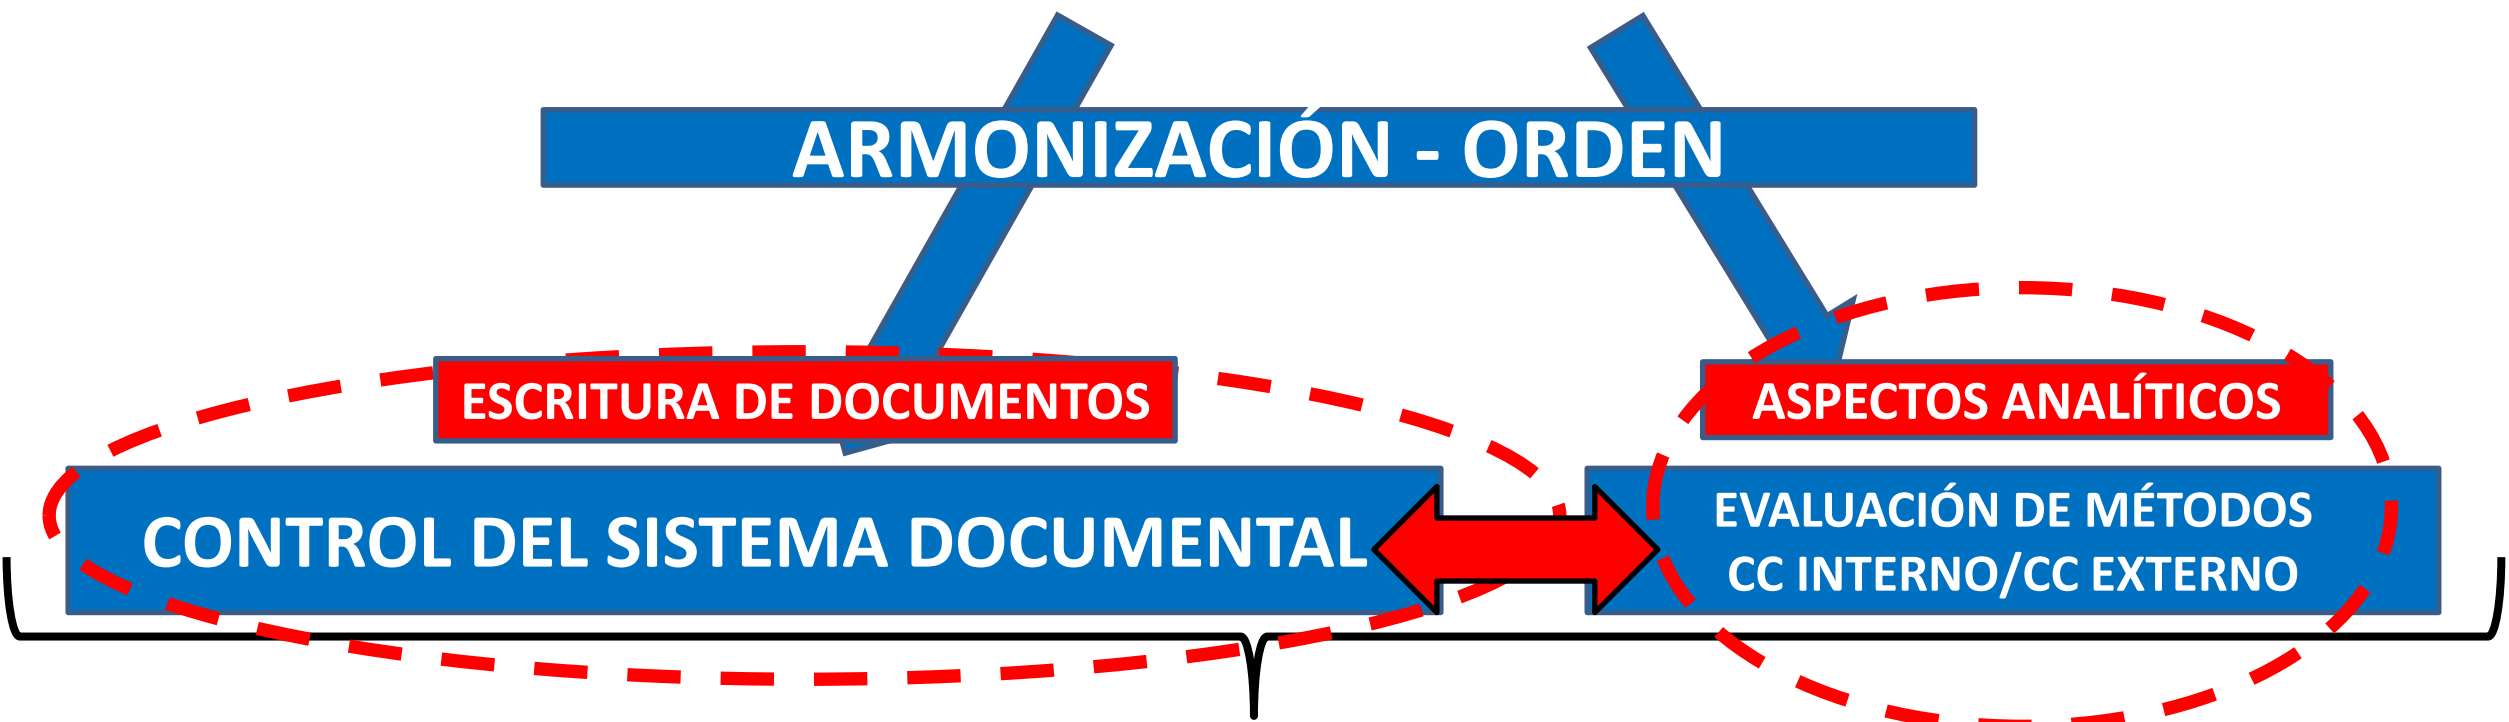 ARMONIZACIÓN - ORDEN
ESCRITURA DE DOCUMENTOS
ASPECTOS ANALÍTICOS
CONTROL DEL SISTEMA DOCUMENTAL
EVALUACIÓN DE MÉTODOS
CC INTERNO/CC EXTERNO